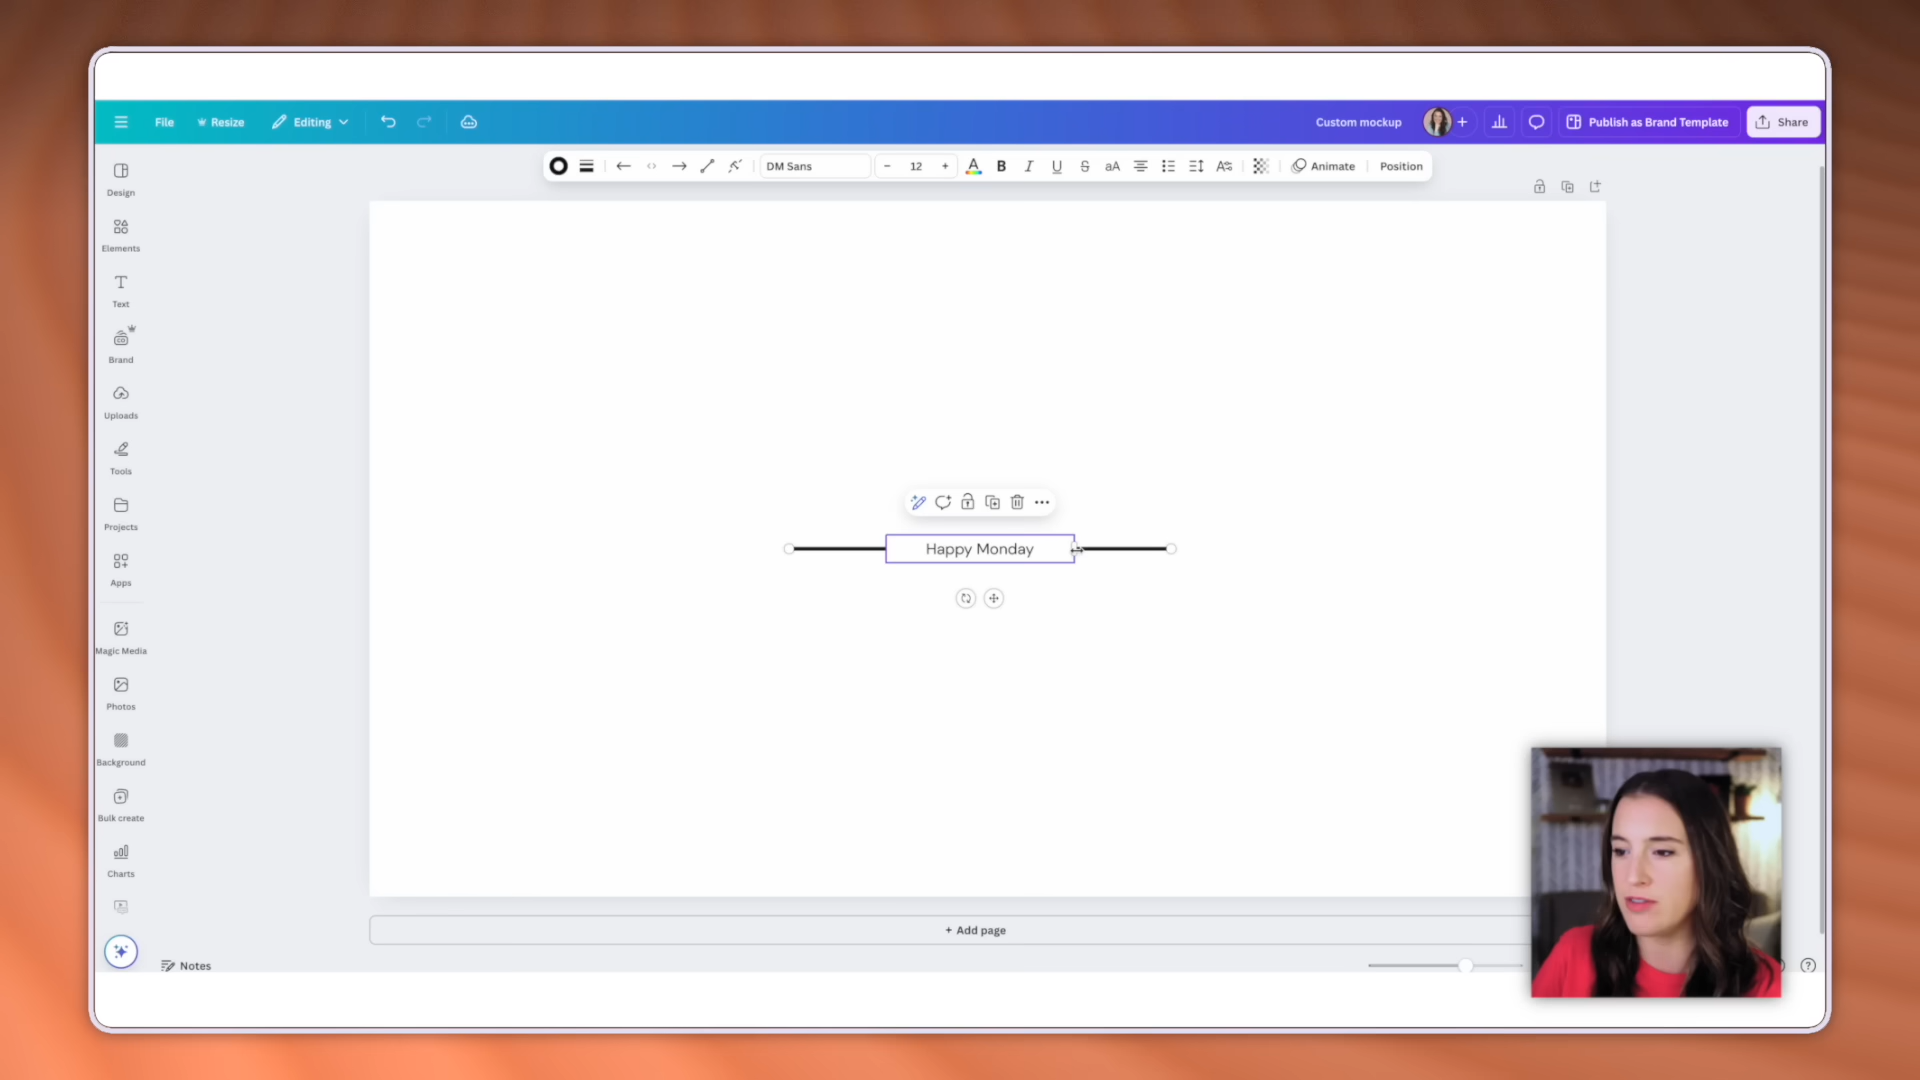 File Resize Editing Custom mockup + Publish as Brand Template Share
DM Sans - 12 + A B I U S aA Animate Position
Design
Elements
Text
Brand
Uploads
Tools
Projects
Apps
Magic Media
Photos
Background
Bulk create
Charts
Happy Monday
+ Add page
Notes
?